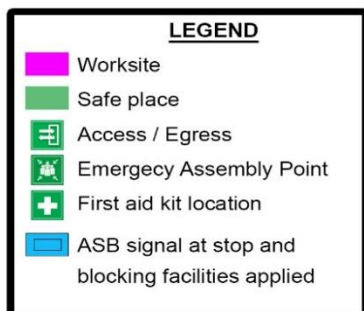 LEGEND
Worksite
Safe place
Access / Egress
Emergecy Assembly Point
First aid kit location
ASB signal at stop and
blocking facilities applied